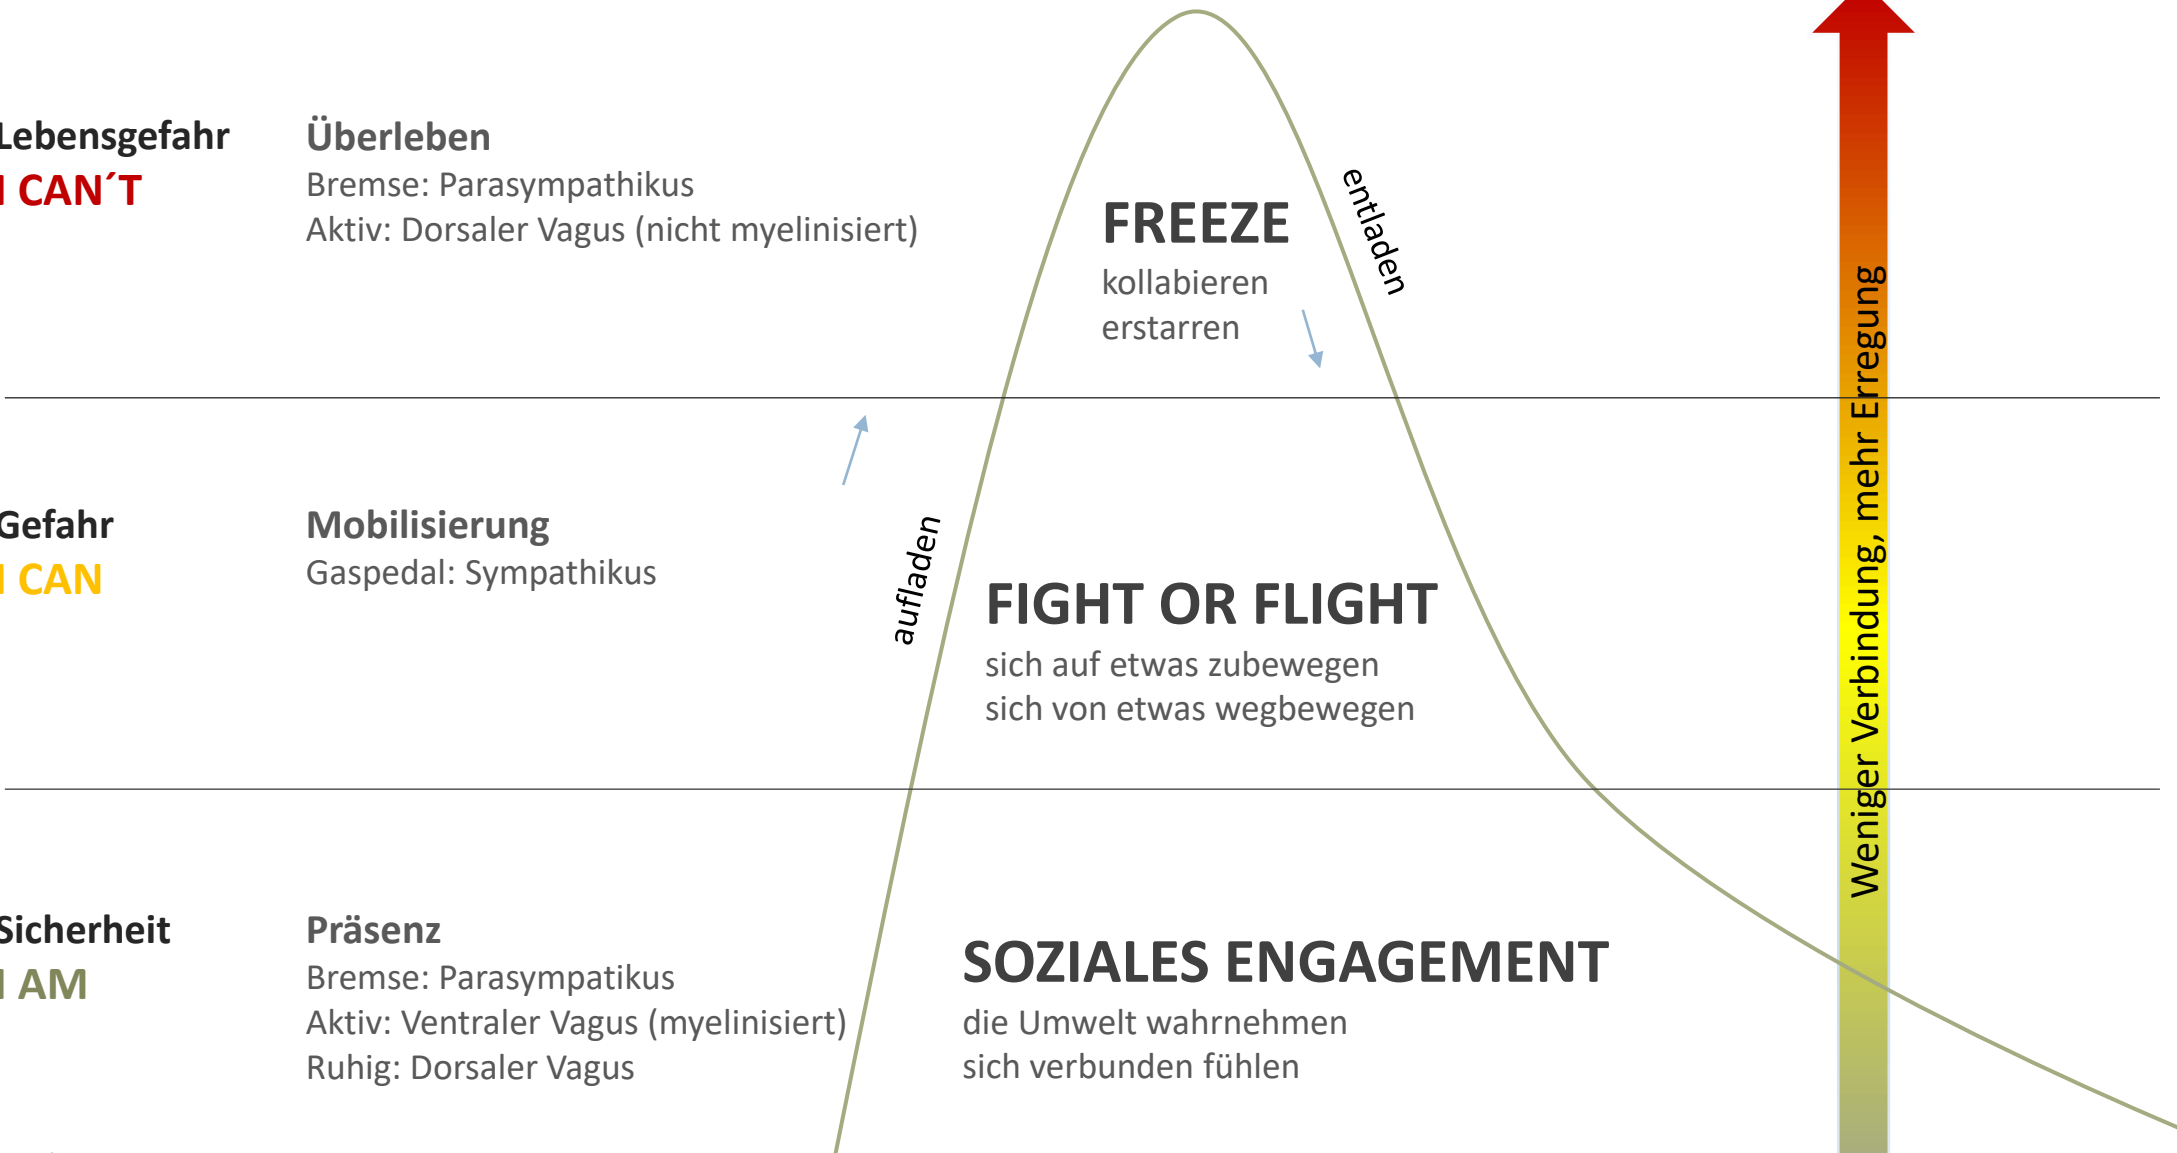 Lebensgefahr
I CAN´T
Überleben
Bremse: Parasympathikus
Aktiv: Dorsaler Vagus (nicht myelinisiert)
FREEZE
kollabieren
erstarren
entladen
Gefahr
I CAN
Mobilisierung
Gaspedal: Sympathikus
aufladen
FIGHT OR FLIGHT
sich auf etwas zubewegen
sich von etwas wegbewegen
Weniger Verbindung, mehr Erregung
Sicherheit
I AM
Präsenz
Bremse: Parasympatikus
Aktiv: Ventraler Vagus (myelinisiert)
Ruhig: Dorsaler Vagus
SOZIALES ENGAGEMENT
die Umwelt wahrnehmen
sich verbunden fühlen